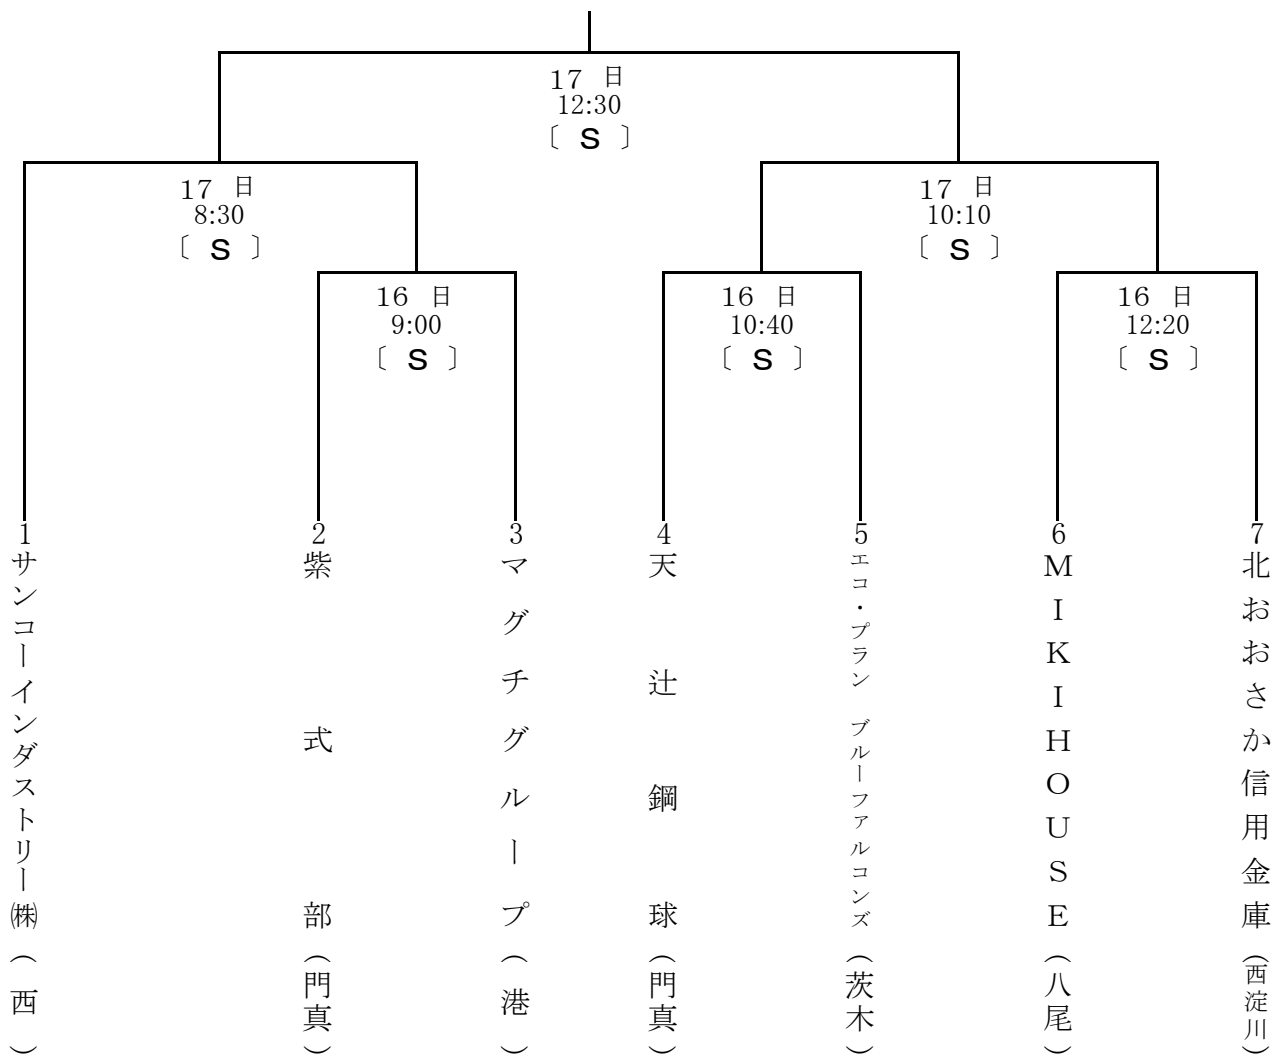 17 日
12:30
〔 S 〕
17 日
8:30
〔 S 〕
17 日
10:10
〔 S 〕
16 日
9:00
〔 S 〕
16 日
10:40
〔 S 〕
16 日
12:20
〔 S 〕
1
サンコーインダストリー㈱（西）
2
紫式部（門真）
3
マグチグループ（港）
4
天辻鋼球（門真）
5
エコ・プラン ブルーファルコンズ（茨木）
6
ＭＩＫＩＨＯＵＳＥ（八尾）
7
北おおさか信用金庫（西淀川）